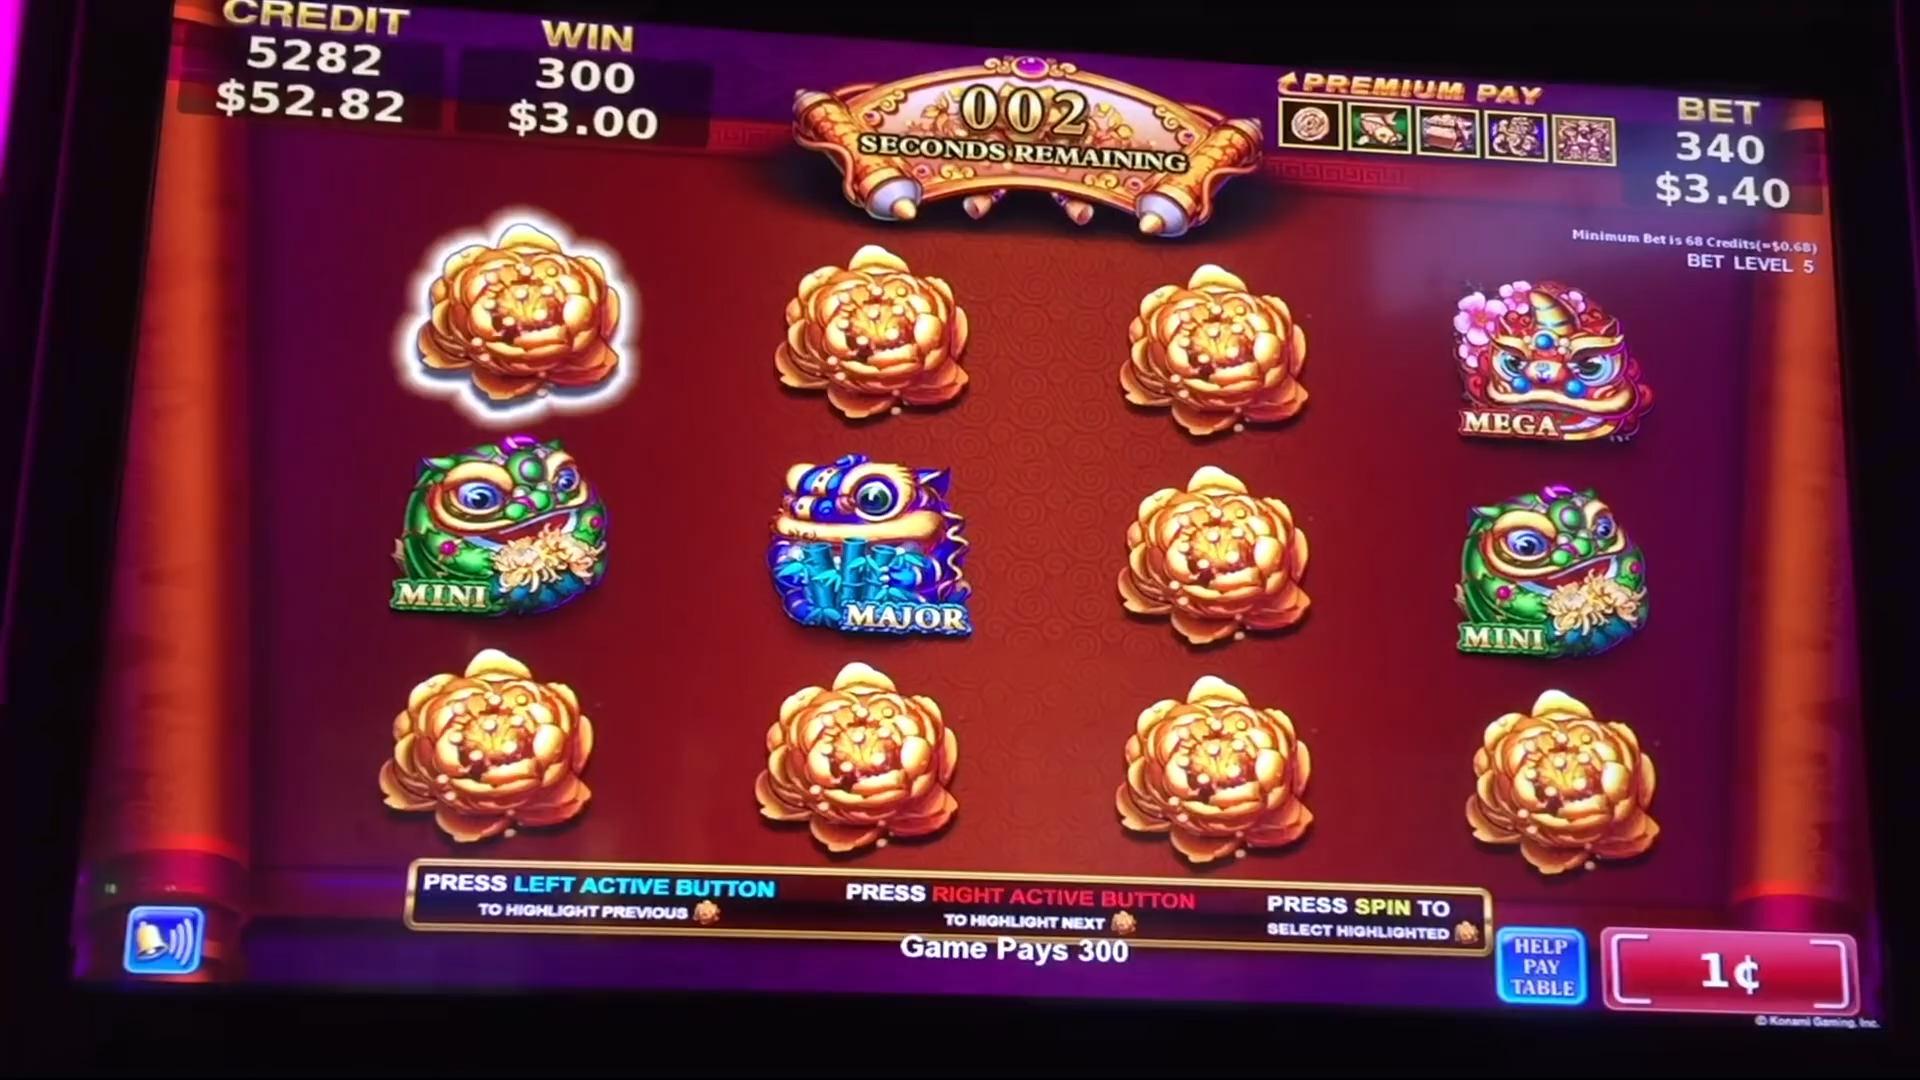 CREDIT
5282
$52.82
WIN
300
$3.00
002
SECONDS REMAINING
PREMIUM PAY
BET
340
$3.40
Minimum Bet is 68 Credits(=$0.68)
BET LEVEL 5
MEGA
MINI
MAJOR
MINI
PRESS LEFT ACTIVE BUTTON
TO HIGHLIGHT PREVIOUS
PRESS RIGHT ACTIVE BUTTON
TO HIGHLIGHT NEXT
PRESS SPIN TO
SELECT HIGHLIGHTED
Game Pays 300
HELP
PAY
TABLE
1¢
© Konami Gaming, Inc.